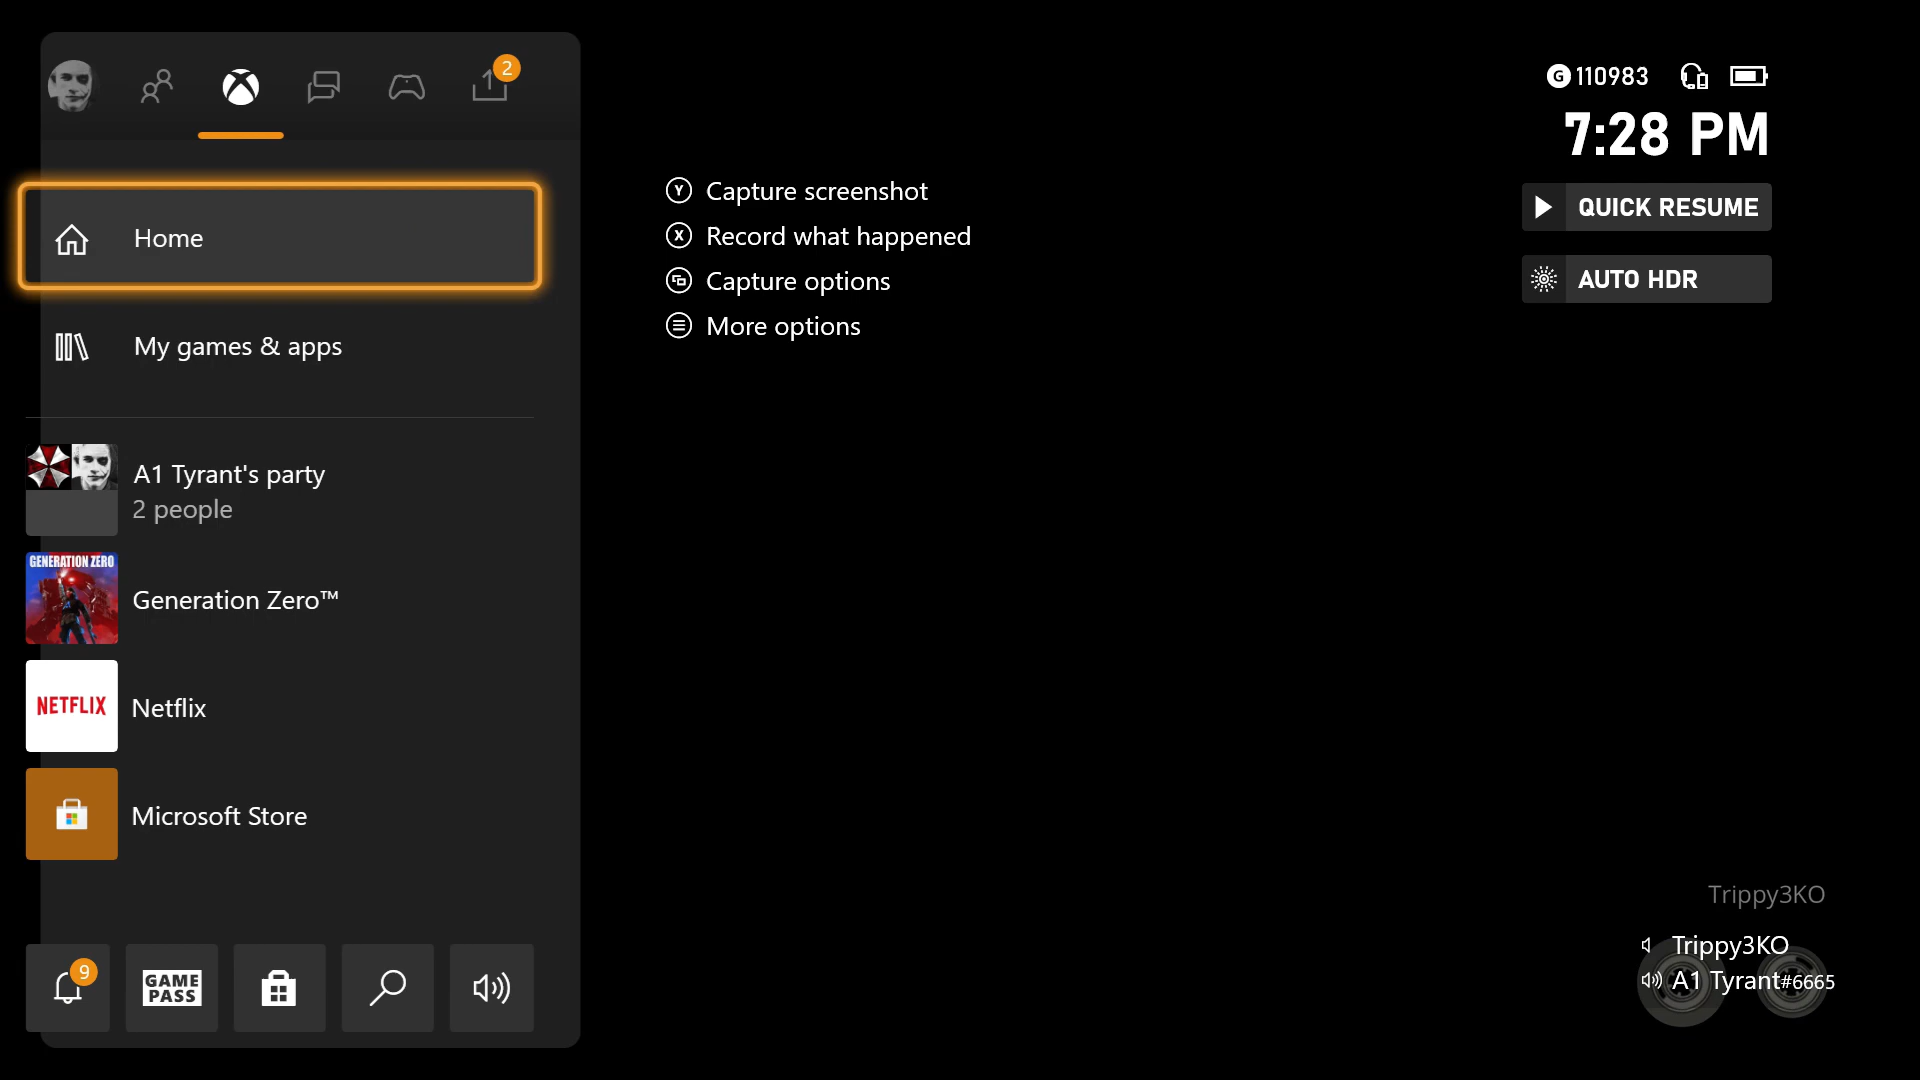 2
110983
7:28 PM
QUICK RESUME
AUTO HDR
Home
My games & apps
A1 Tyrant's party
2 people
GENERATION ZERO
Generation Zero™
NETFLIX
Netflix
Microsoft Store
9
GAME
PASS
Y Capture screenshot
X Record what happened
Capture options
More options
Trippy3KO
Trippy3KO
A1 Tyrant#6665